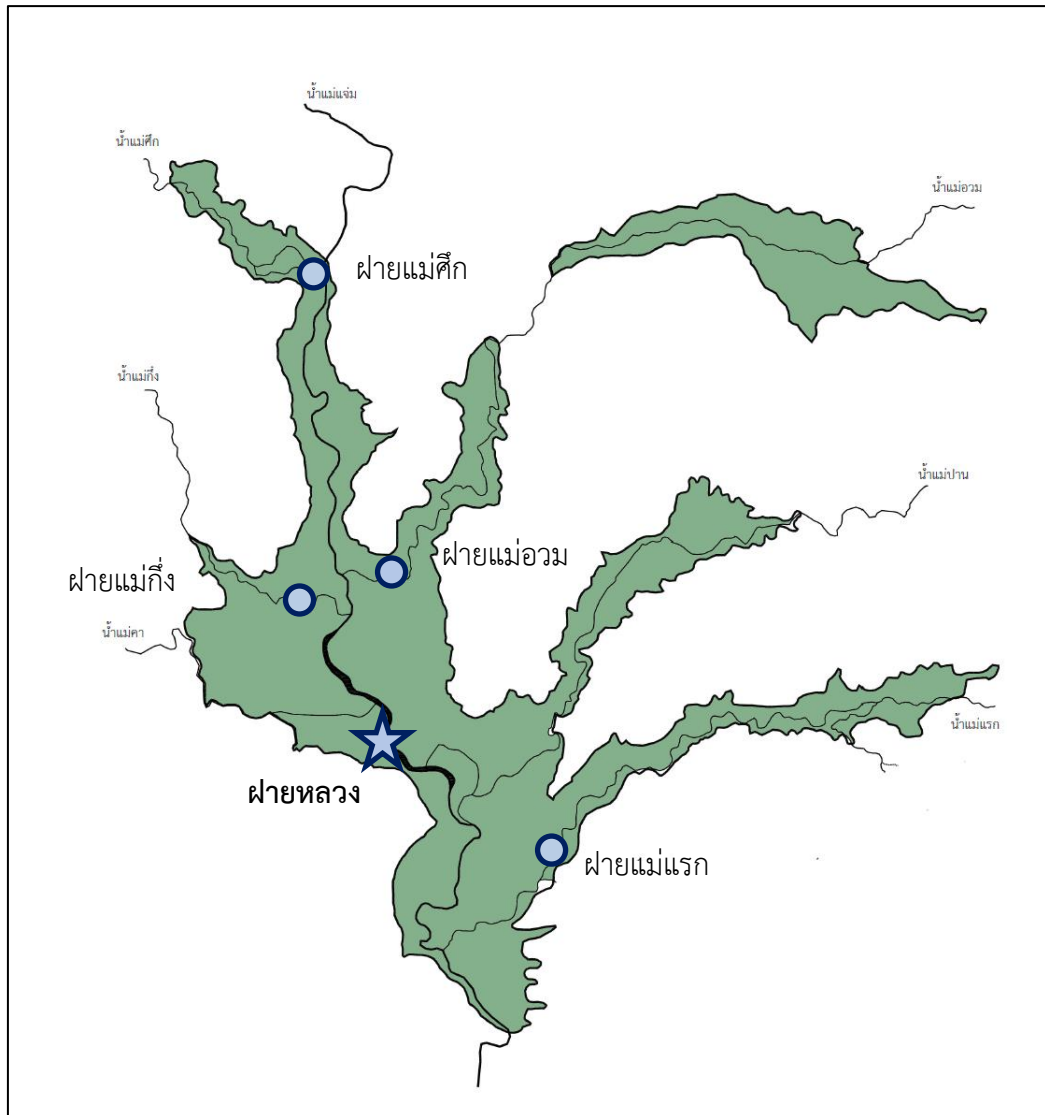 น้ำแม่แจ่ม
น้ำแม่ศึก
น้ำแม่อวม
ฝายแม่ศึก
น้ำแม่กึ๋ง
น้ำแม่ปาน
ฝายแม่อวม
ฝายแม่กึ่ง
น้ำแม่คา
น้ำแม่แรก
ฝายหลวง
ฝายแม่แรก